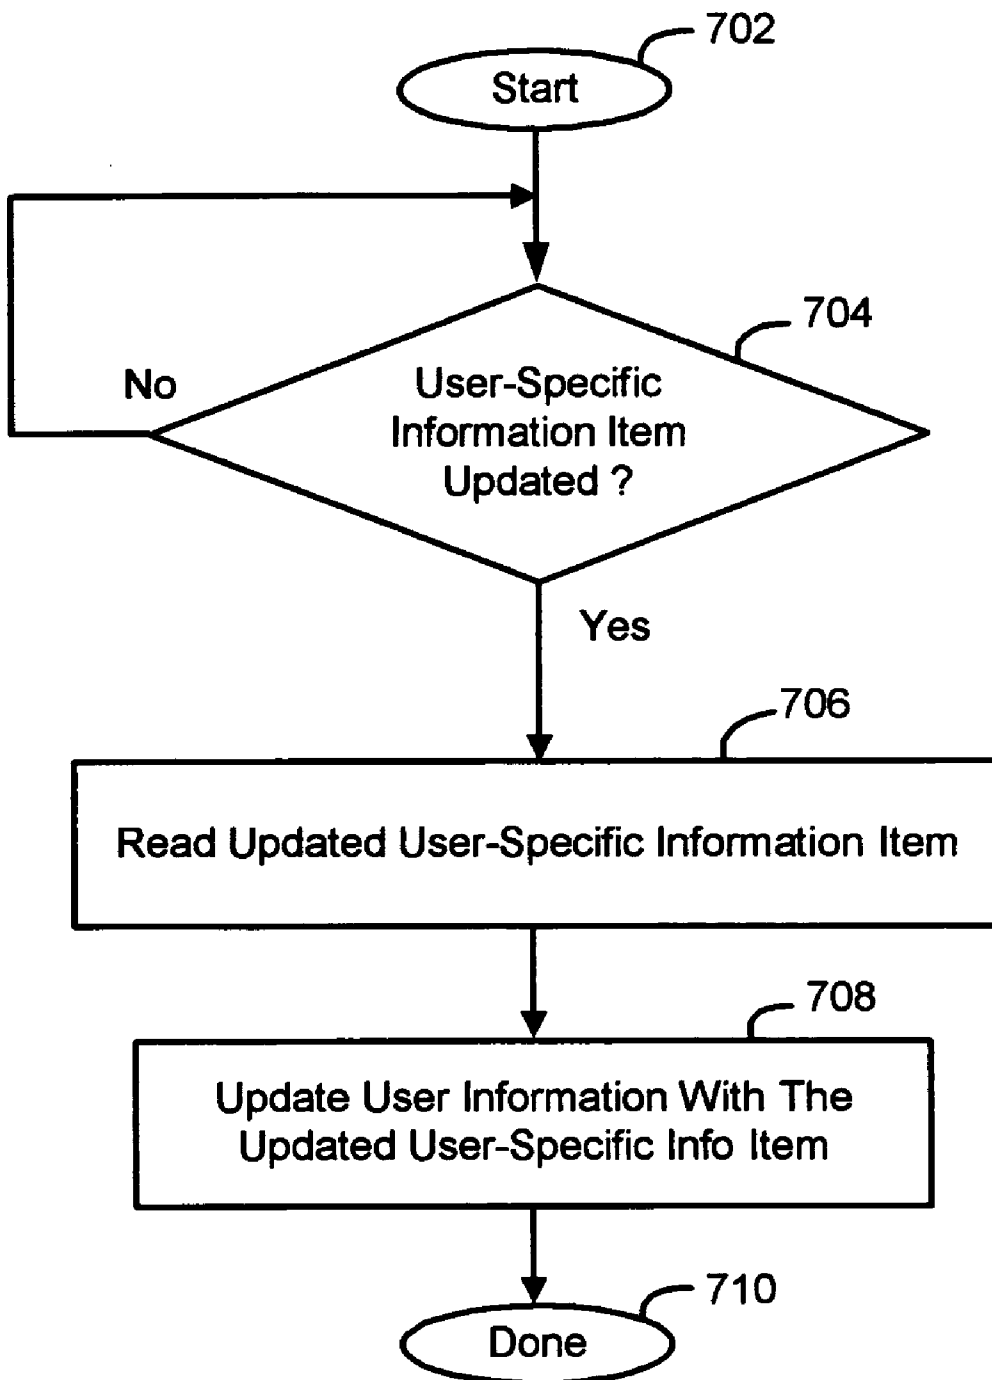 702
Start
704
No
User-Specific
Information Item
Updated ?
Yes
706
Read Updated User-Specific Information Item
708
Update User Information With The
Updated User-Specific Info Item
710
Done